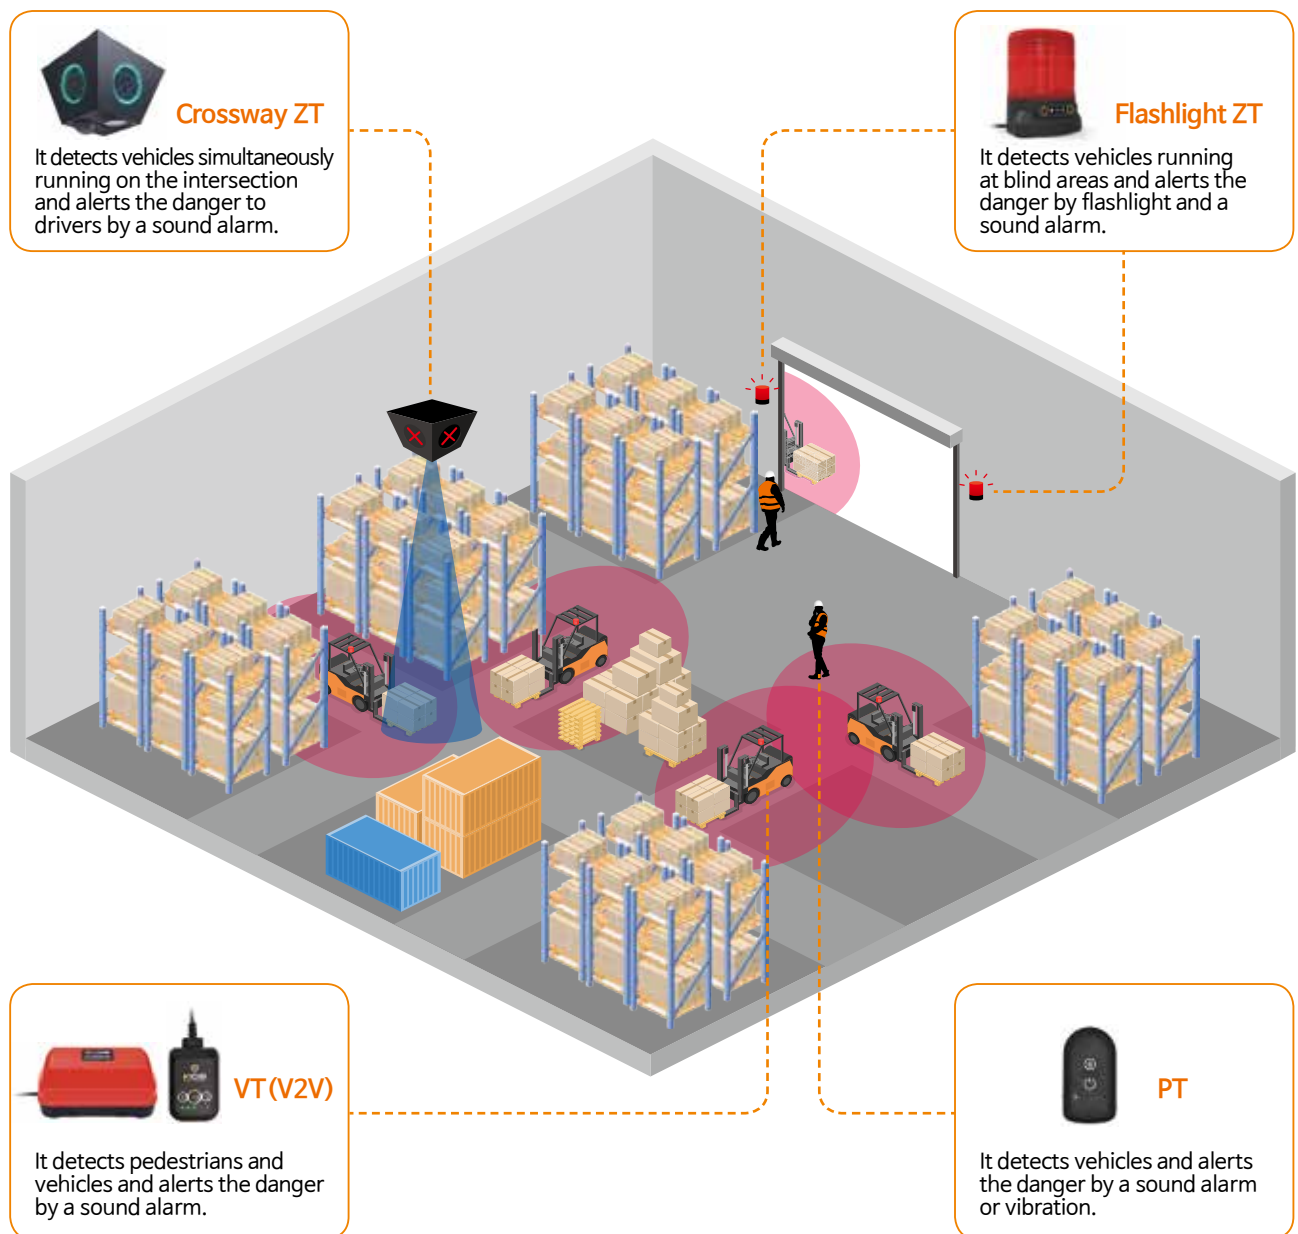 Crossway ZT
It detects vehicles simultaneously
running on the intersection
and alerts the danger to
drivers by a sound alarm.
Flashlight ZT
It detects vehicles running
at blind areas and alerts the
danger by flashlight and a
sound alarm.
VT(V2V)
It detects pedestrians and
vehicles and alerts the danger
by a sound alarm.
PT
It detects vehicles and alerts
the danger by a sound alarm
or vibration.